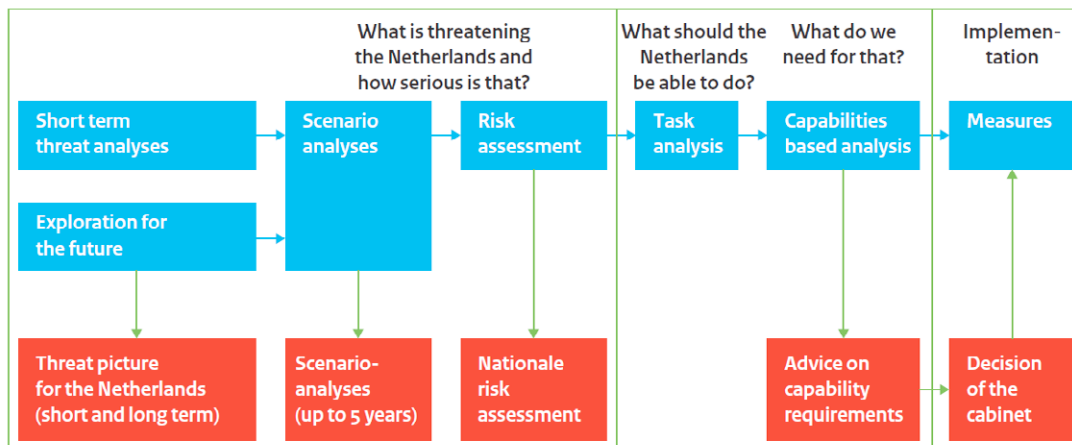 What is threatening
the Netherlands and
how serious is that?
What should the
Netherlands
be able to do?
What do we
need for that?
Implemen-
tation
Short term
threat analyses
Scenario
analyses
Risk
assessment
Task
analysis
Capabilities
based analysis
Measures
Exploration for
the future
Threat picture
for the Netherlands
(short and long term)
Scenario-
analyses
(up to 5 years)
Nationale
risk
assessment
Advice on
capability
requirements
Decision
of the
cabinet